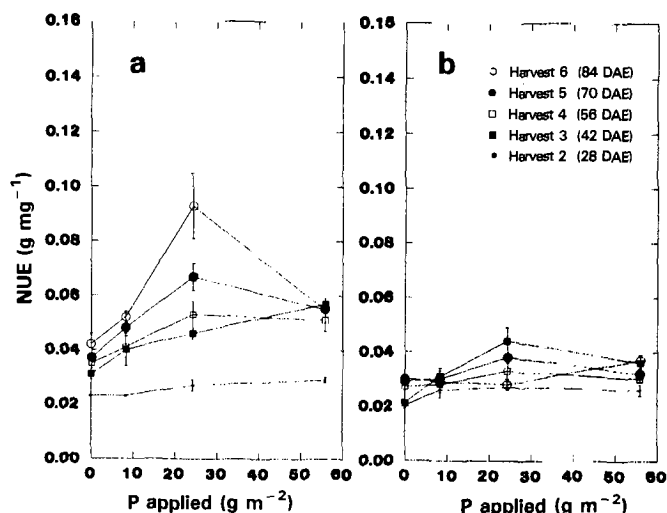 0.16
0.14
0.12
0.10
0.08
0.06
0.04
0.02
0.00
NUE (g mg⁻¹)
a
0 10 20 30 40 50 60
P applied (g m⁻²)
0.15
0.14
0.12
0.10
0.08
0.06
0.04
0.02
0.00
b
Harvest 6 (84 DAE)
Harvest 5 (70 DAE)
Harvest 4 (56 DAE)
Harvest 3 (42 DAE)
Harvest 2 (28 DAE)
0 10 20 30 40 50 60
P applied (g m⁻²)